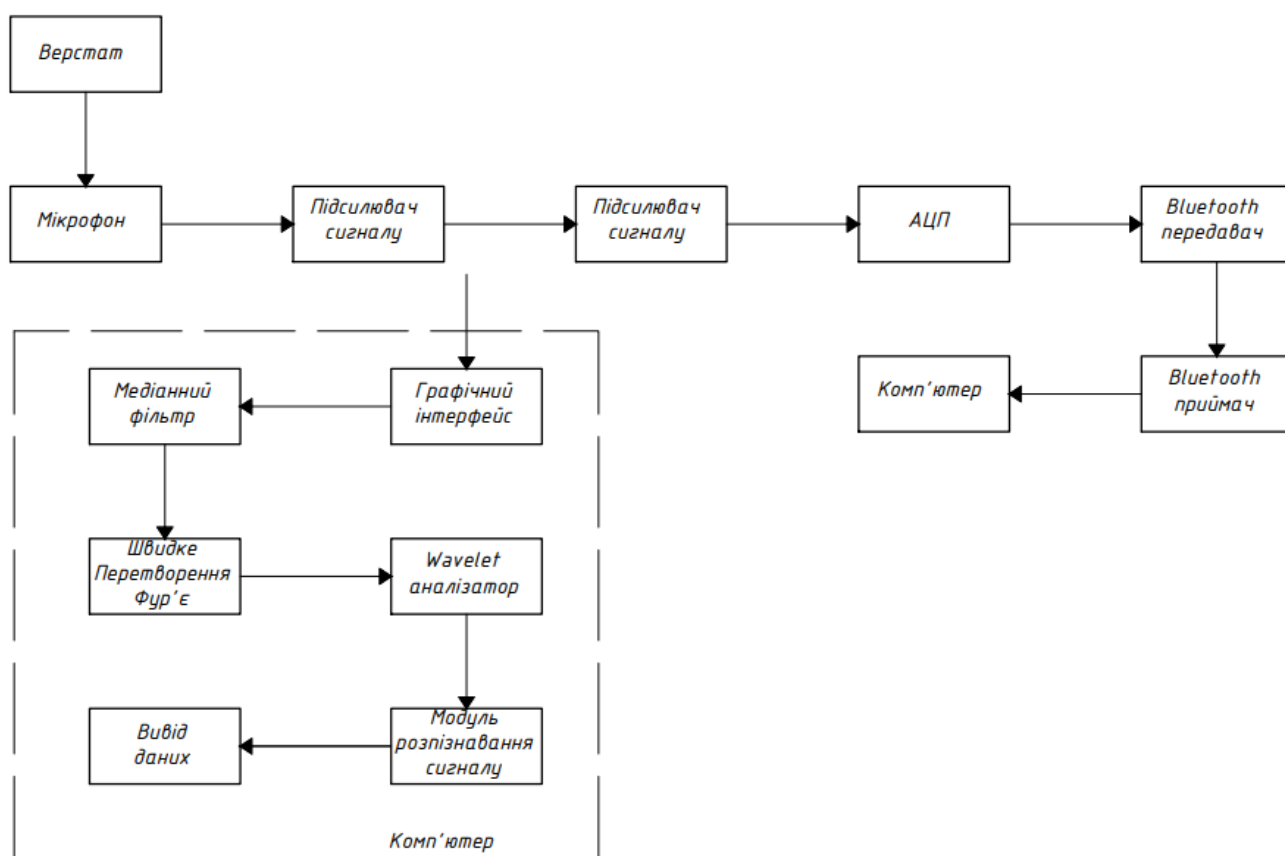 Верстат
Мікрофон
Підсилювач
сигналу
Підсилювач
сигналу
АЦП
Bluetooth
передавач
Медіанний
фільтр
Графічний
інтерфейс
Комп'ютер
Bluetooth
приймач
Швидке
Перетворення
Фур'є
Wavelet
аналізатор
Вивід
даних
Модуль
розпізнавання
сигналу
Комп'ютер